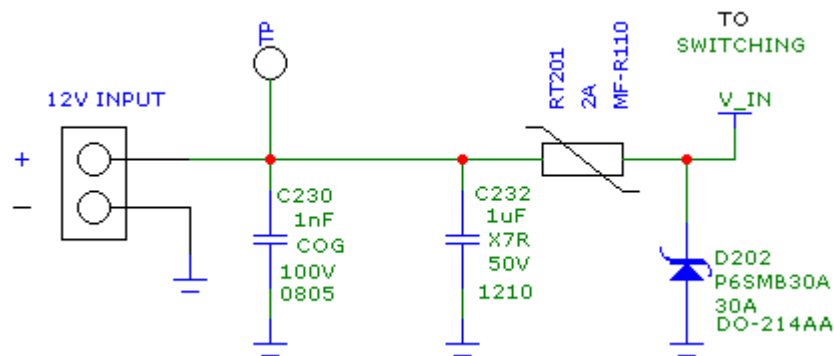 12V INPUT
+
−
TP
C230
1nF
COG
100V
0805
C232
1uF
X7R
50V
1210
RT201
2A
MF-R110
TO
SWITCHING
V_IN
D202
P6SMB30A
30A
DO-214AA